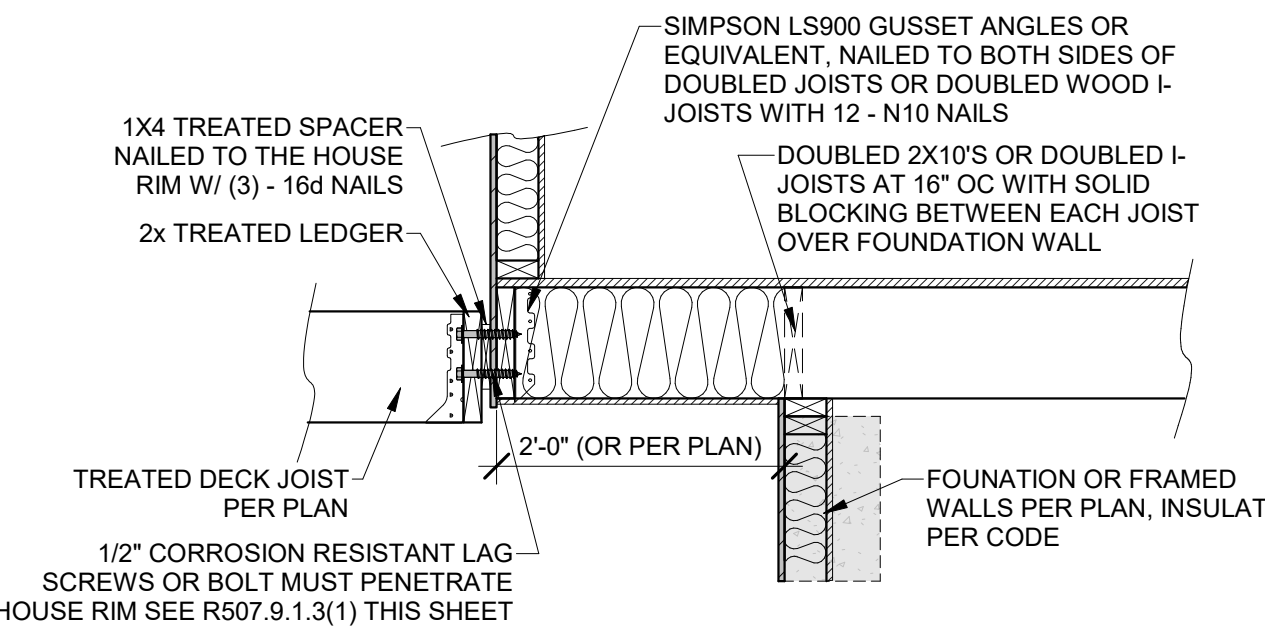 SIMPSON LS900 GUSSET ANGLES OR
EQUIVALENT, NAILED TO BOTH SIDES OF
DOUBLED JOISTS OR DOUBLED WOOD I-
JOISTS WITH 12 - N10 NAILS
1X4 TREATED SPACER
NAILED TO THE HOUSE
RIM W/ (3) - 16d NAILS
2x TREATED LEDGER
DOUBLED 2X10'S OR DOUBLED I-
JOISTS AT 16" OC WITH SOLID
BLOCKING BETWEEN EACH JOIST
OVER FOUNDATION WALL
2'-0" (OR PER PLAN)
TREATED DECK JOIST
PER PLAN
FOUNATION OR FRAMED
WALLS PER PLAN, INSULAT
PER CODE
1/2" CORROSION RESISTANT LAG
SCREWS OR BOLT MUST PENETRATE
HOUSE RIM SEE R507.9.1.3(1) THIS SHEET